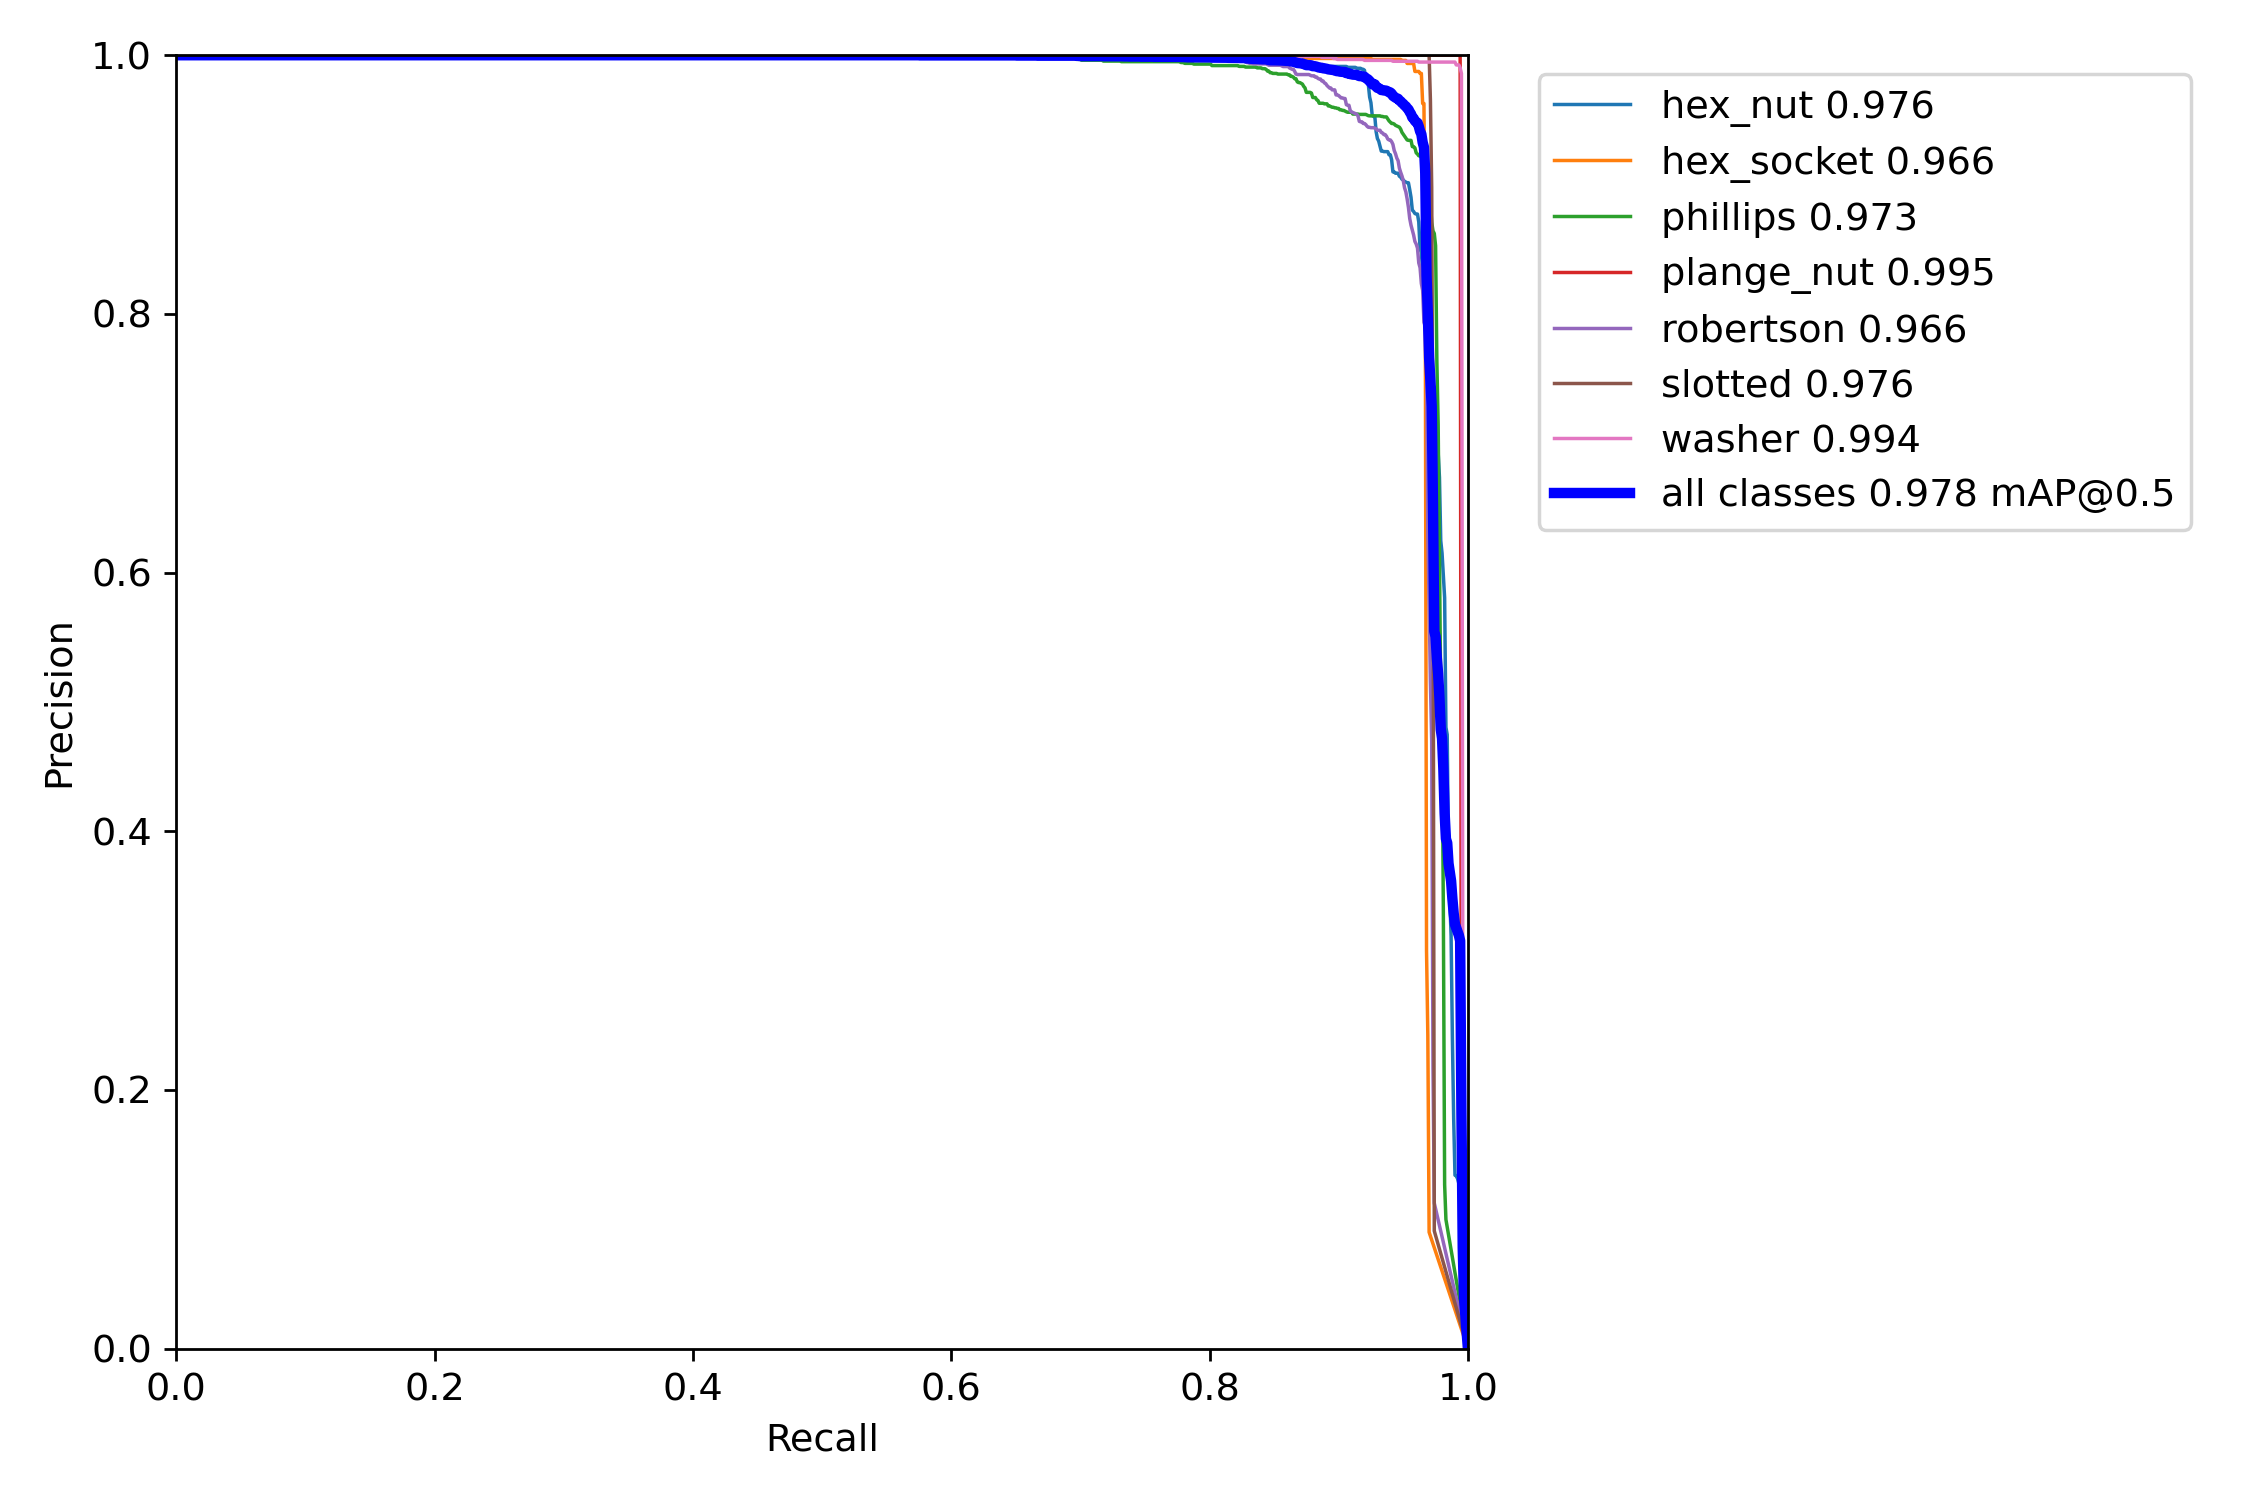 1.0
0.8
0.6
0.4
0.2
0.0
0.0 0.2 0.4 0.6 0.8 1.0
Precision
Recall
hex_nut 0.976
hex_socket 0.966
phillips 0.973
plange_nut 0.995
robertson 0.966
slotted 0.976
washer 0.994
all classes 0.978 mAP@0.5